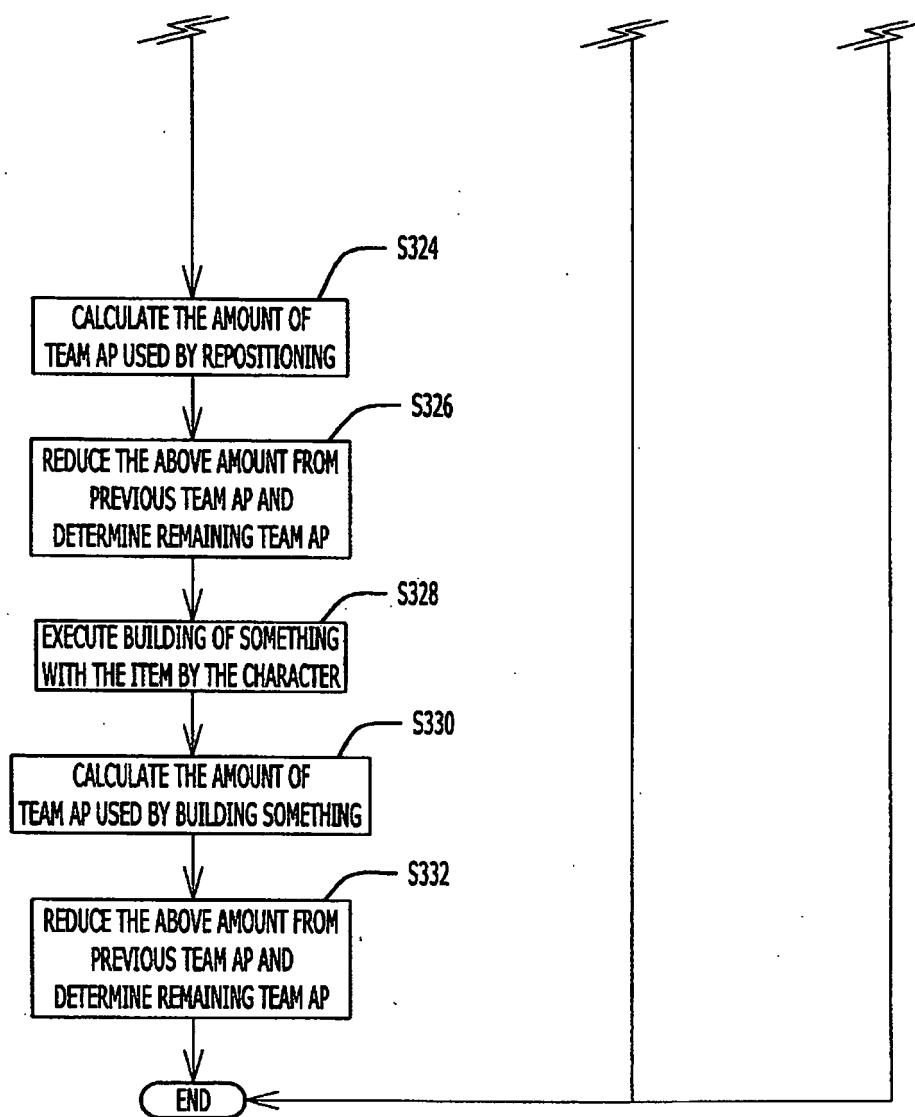 S324
CALCULATE THE AMOUNT OF
TEAM AP USED BY REPOSITIONING
S326
REDUCE THE ABOVE AMOUNT FROM
PREVIOUS TEAM AP AND
DETERMINE REMAINING TEAM AP
S328
EXECUTE BUILDING OF SOMETHING
WITH THE ITEM BY THE CHARACTER
S330
CALCULATE THE AMOUNT OF
TEAM AP USED BY BUILDING SOMETHING
S332
REDUCE THE ABOVE AMOUNT FROM
PREVIOUS TEAM AP AND
DETERMINE REMAINING TEAM AP
END